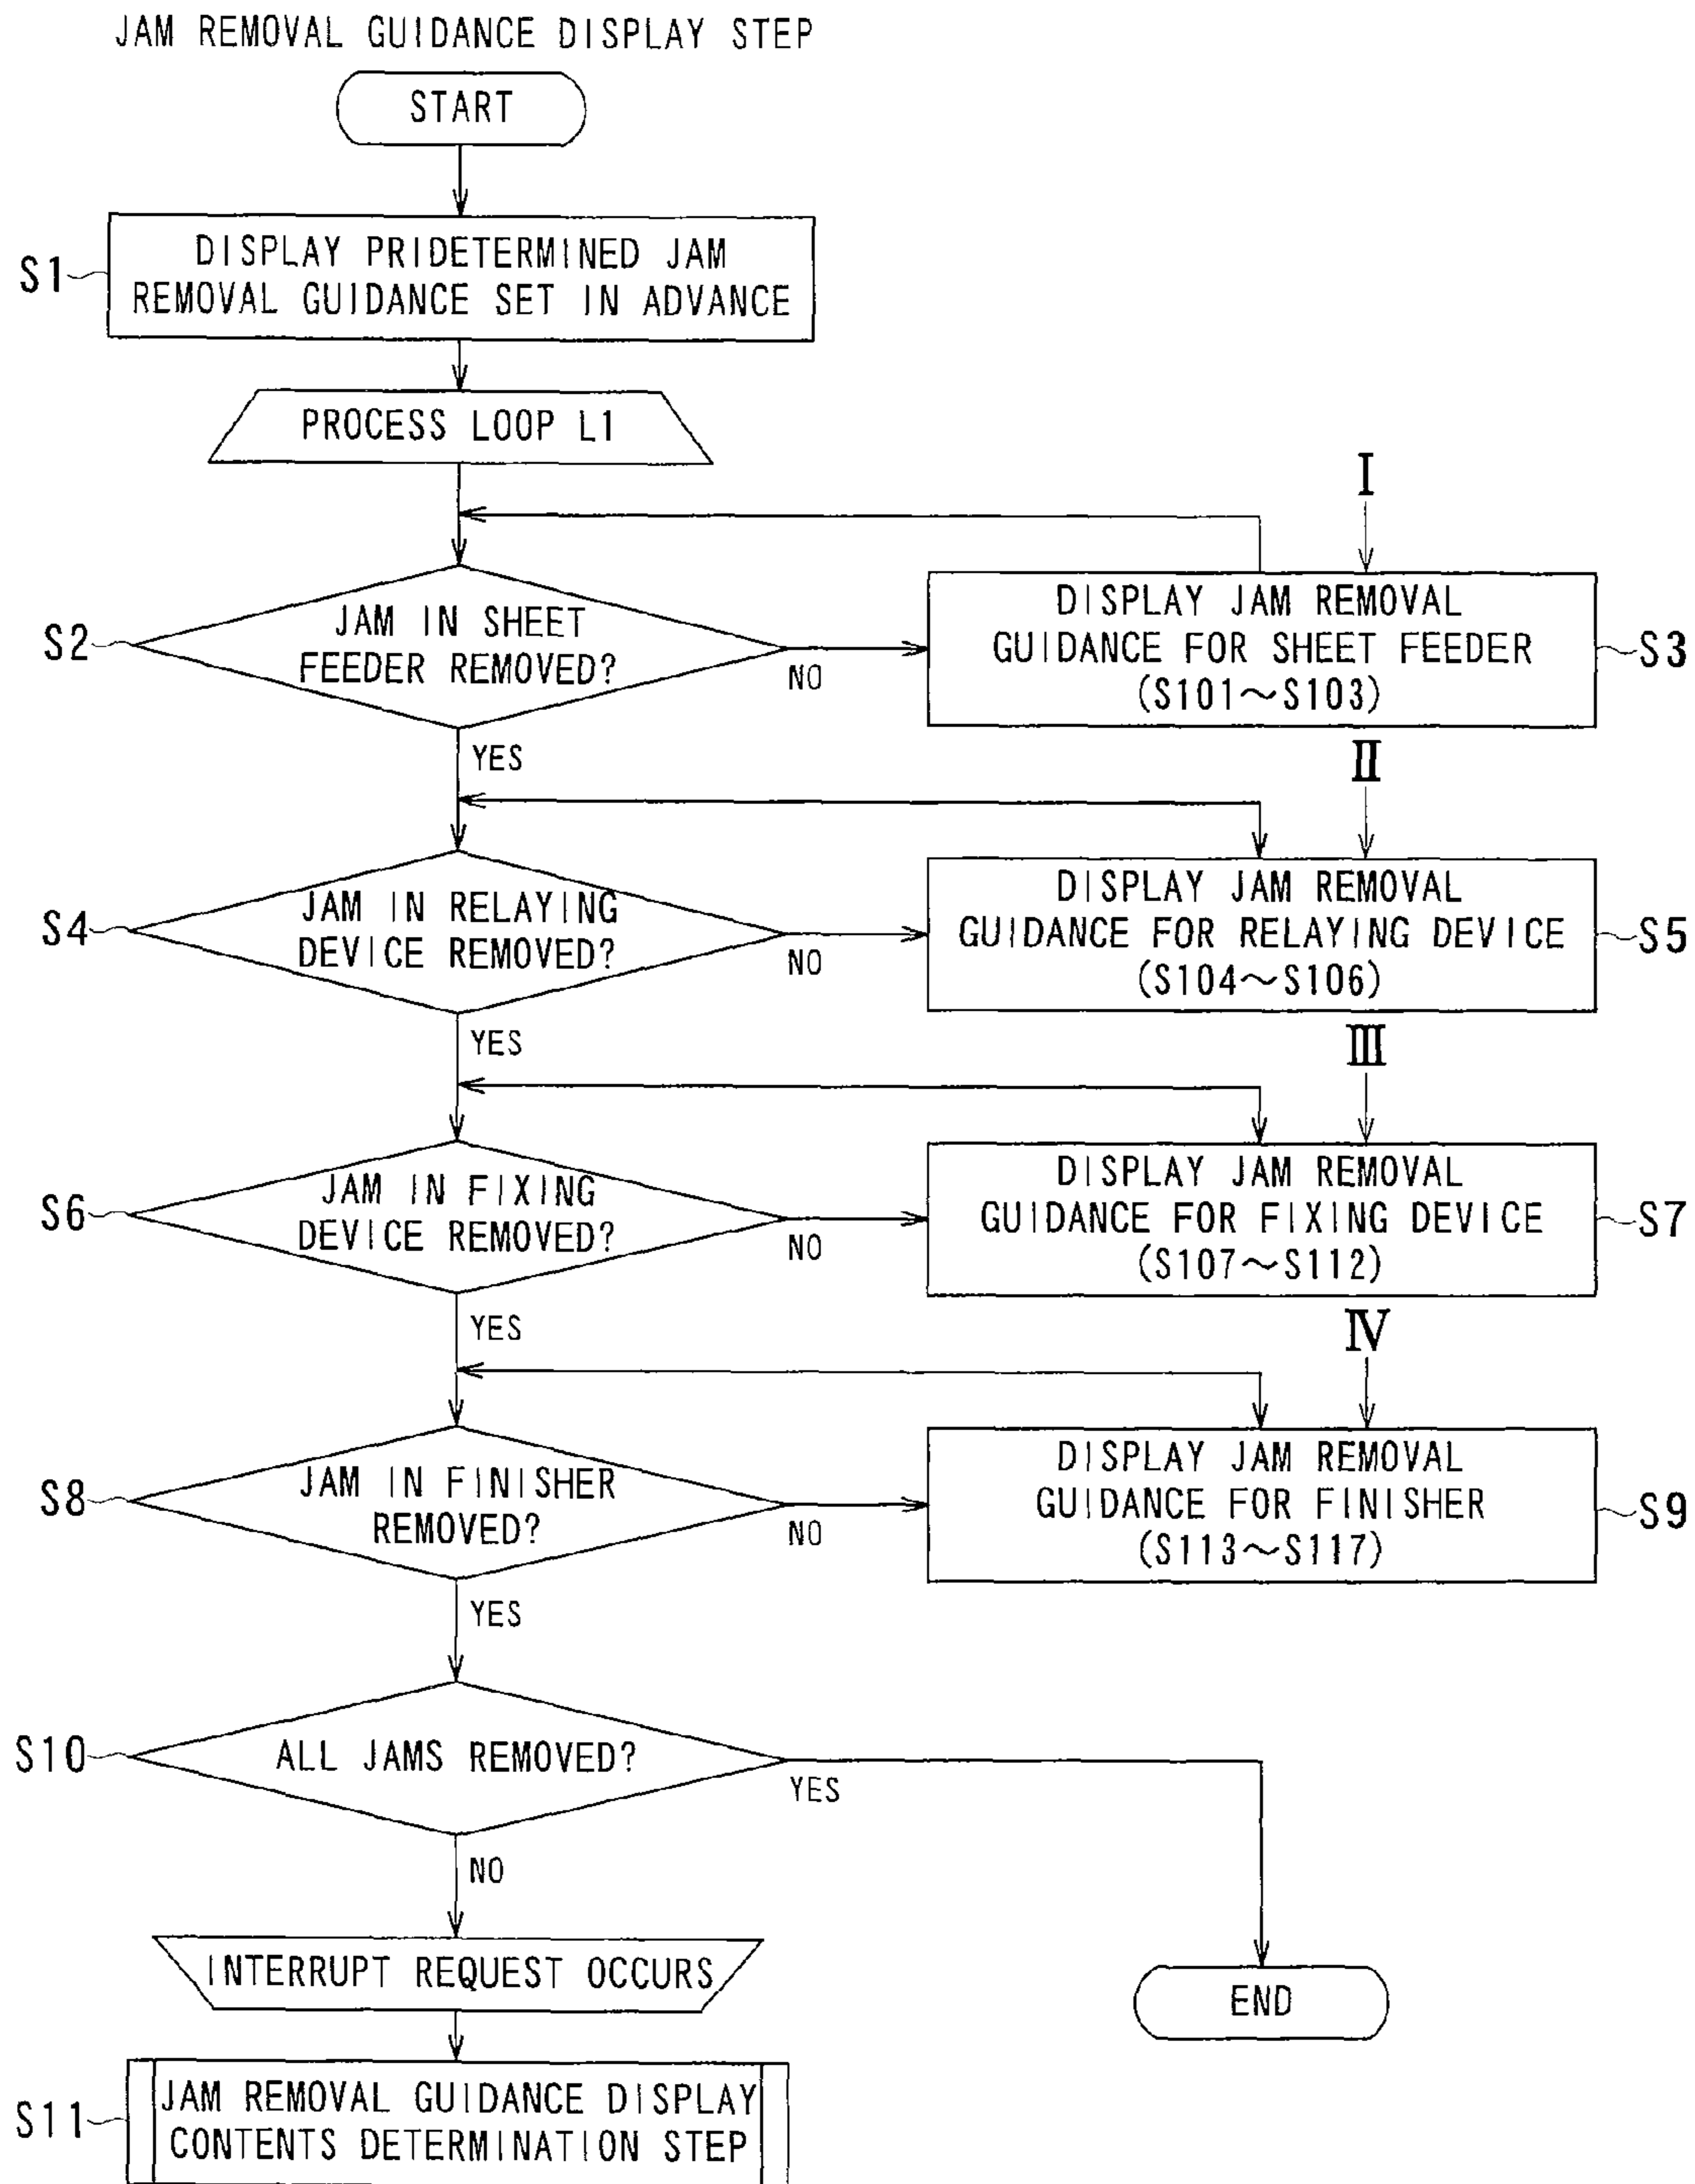 JAM REMOVAL GUIDANCE DISPLAY STEP
START
S1
DISPLAY PRIDETERMINED JAM
REMOVAL GUIDANCE SET IN ADVANCE
PROCESS LOOP L1
I
S2
JAM IN SHEET
FEEDER REMOVED?
NO
DISPLAY JAM REMOVAL
GUIDANCE FOR SHEET FEEDER
(S101~S103)
S3
YES
II
S4
JAM IN RELAYING
DEVICE REMOVED?
NO
DISPLAY JAM REMOVAL
GUIDANCE FOR RELAYING DEVICE
(S104~S106)
S5
YES
III
S6
JAM IN FIXING
DEVICE REMOVED?
NO
DISPLAY JAM REMOVAL
GUIDANCE FOR FIXING DEVICE
(S107~S112)
S7
YES
IV
S8
JAM IN FINISHER
REMOVED?
NO
DISPLAY JAM REMOVAL
GUIDANCE FOR FINISHER
(S113~S117)
S9
YES
S10
ALL JAMS REMOVED?
YES
NO
INTERRUPT REQUEST OCCURS
END
S11
JAM REMOVAL GUIDANCE DISPLAY
CONTENTS DETERMINATION STEP